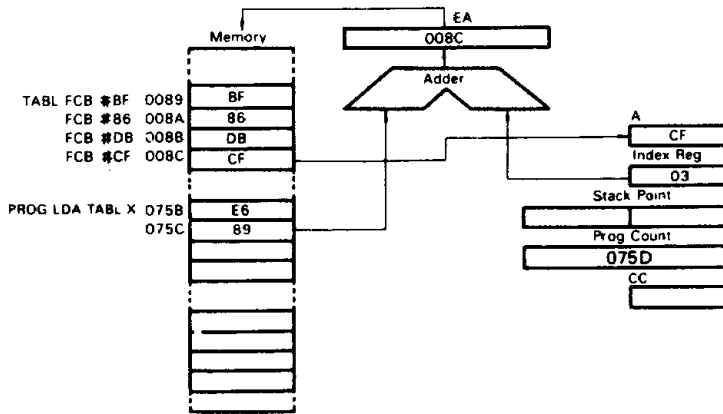 EA
Memory
008C
Adder
TABL FCB #BF 0089 BF
FCB #86 008A 86
FCB #DB 008B DB
FCB #CF 008C CF
A
CF
Index Reg
03
Stack Point
PROG LDA TABL X 075B E6
075C 89
Prog Count
075D
CC